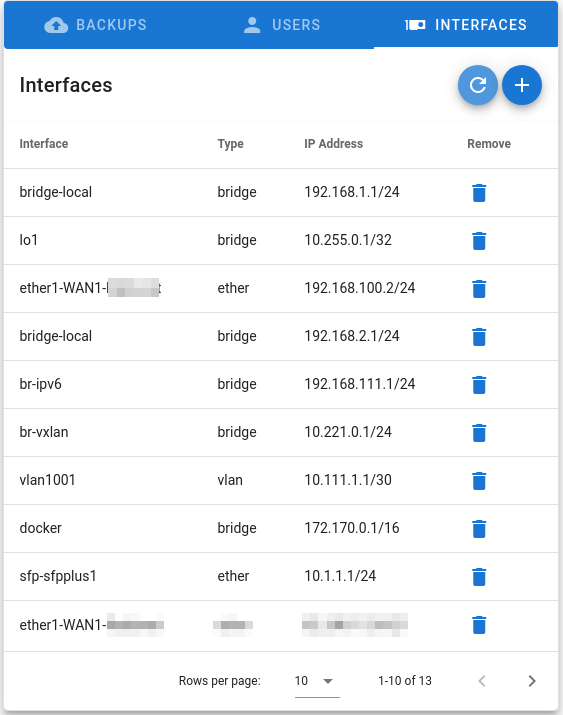 BACKUPS USERS INTERFACES
Interfaces
Interface Type IP Address Remove
bridge-local bridge 192.168.1.1/24
lo1 bridge 10.255.0.1/32
ether1-WAN1- ether 192.168.100.2/24
bridge-local bridge 192.168.2.1/24
br-ipv6 bridge 192.168.111.1/24
br-vxlan bridge 10.221.0.1/24
vlan1001 vlan 10.111.1.1/30
docker bridge 172.170.0.1/16
sfp-sfpplus1 ether 10.1.1.1/24
ether1-WAN1-
Rows per page: 10 1-10 of 13